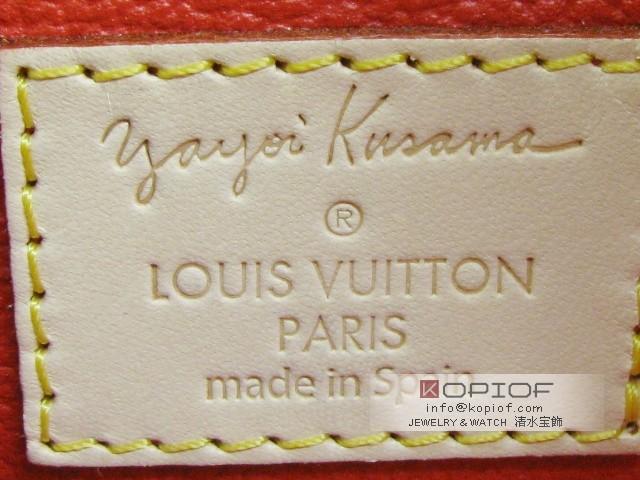 yayoi Kusama
®
LOUIS VUITTON
PARIS
made in Spain
KOPIOF
info@kopiof.com
JEWELRY & WATCH 清水宝飾